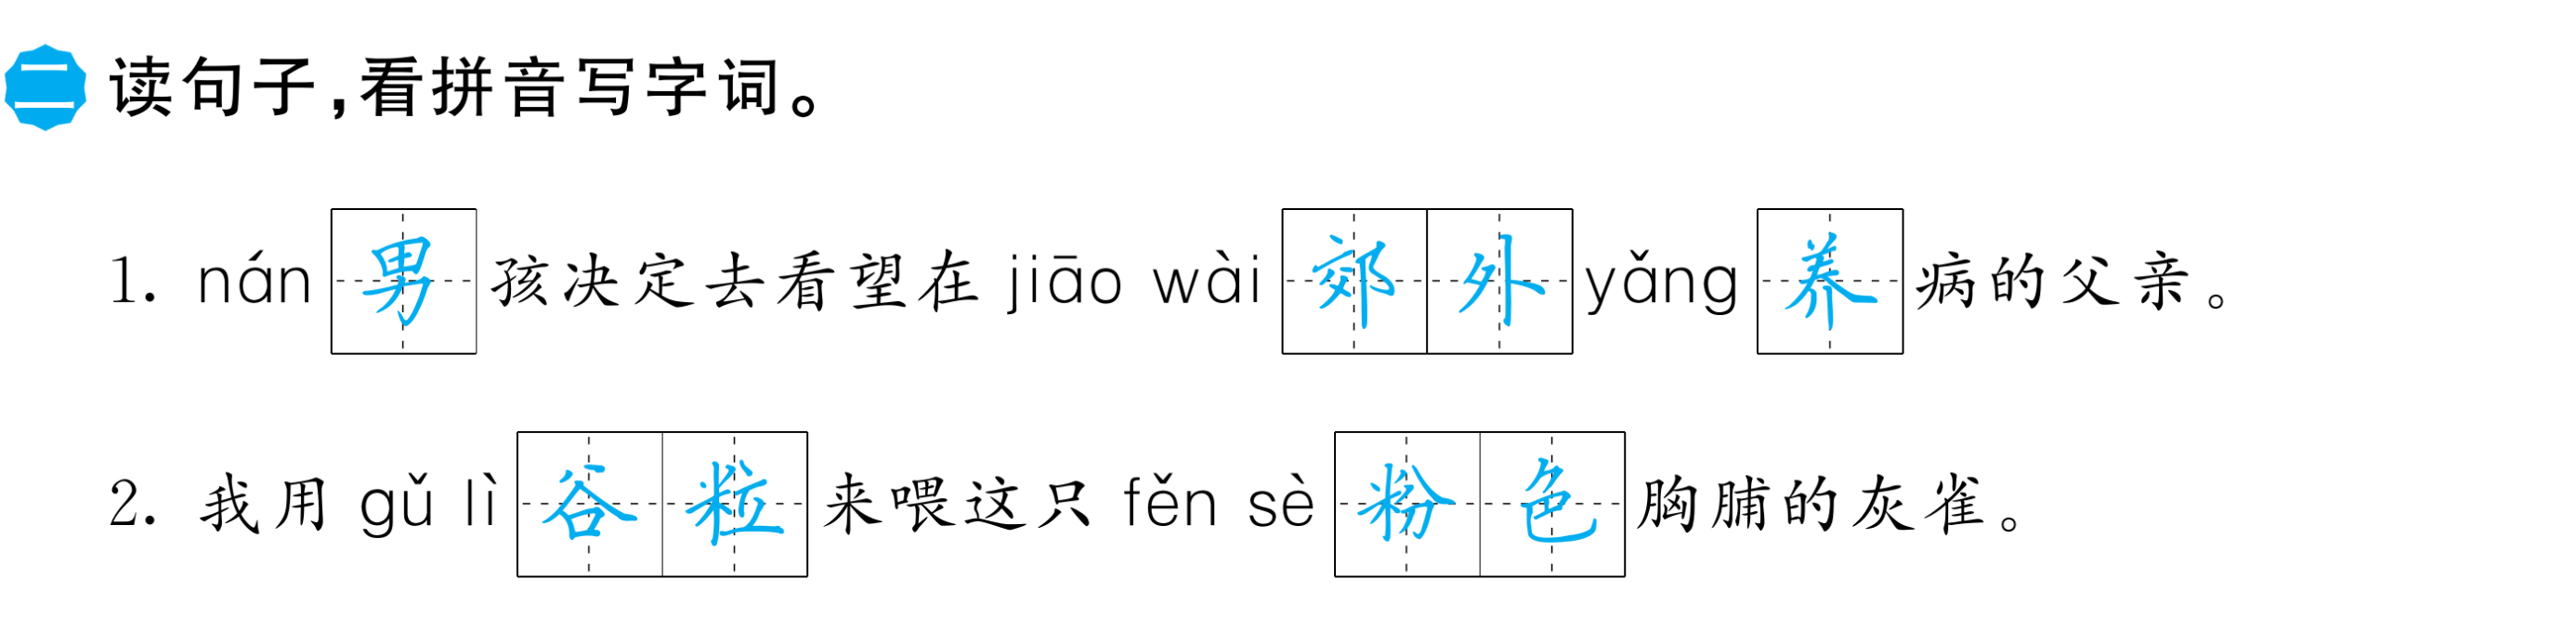 二 读句子,看拼音写字词。
1. nán 男 孩决定去看望在 jiāo wài 郊外 yǎng 养 病的父亲。
2. 我用 gǔ lì 谷粒 来喂这只 fěn sè 粉色 胸脯的灰雀。